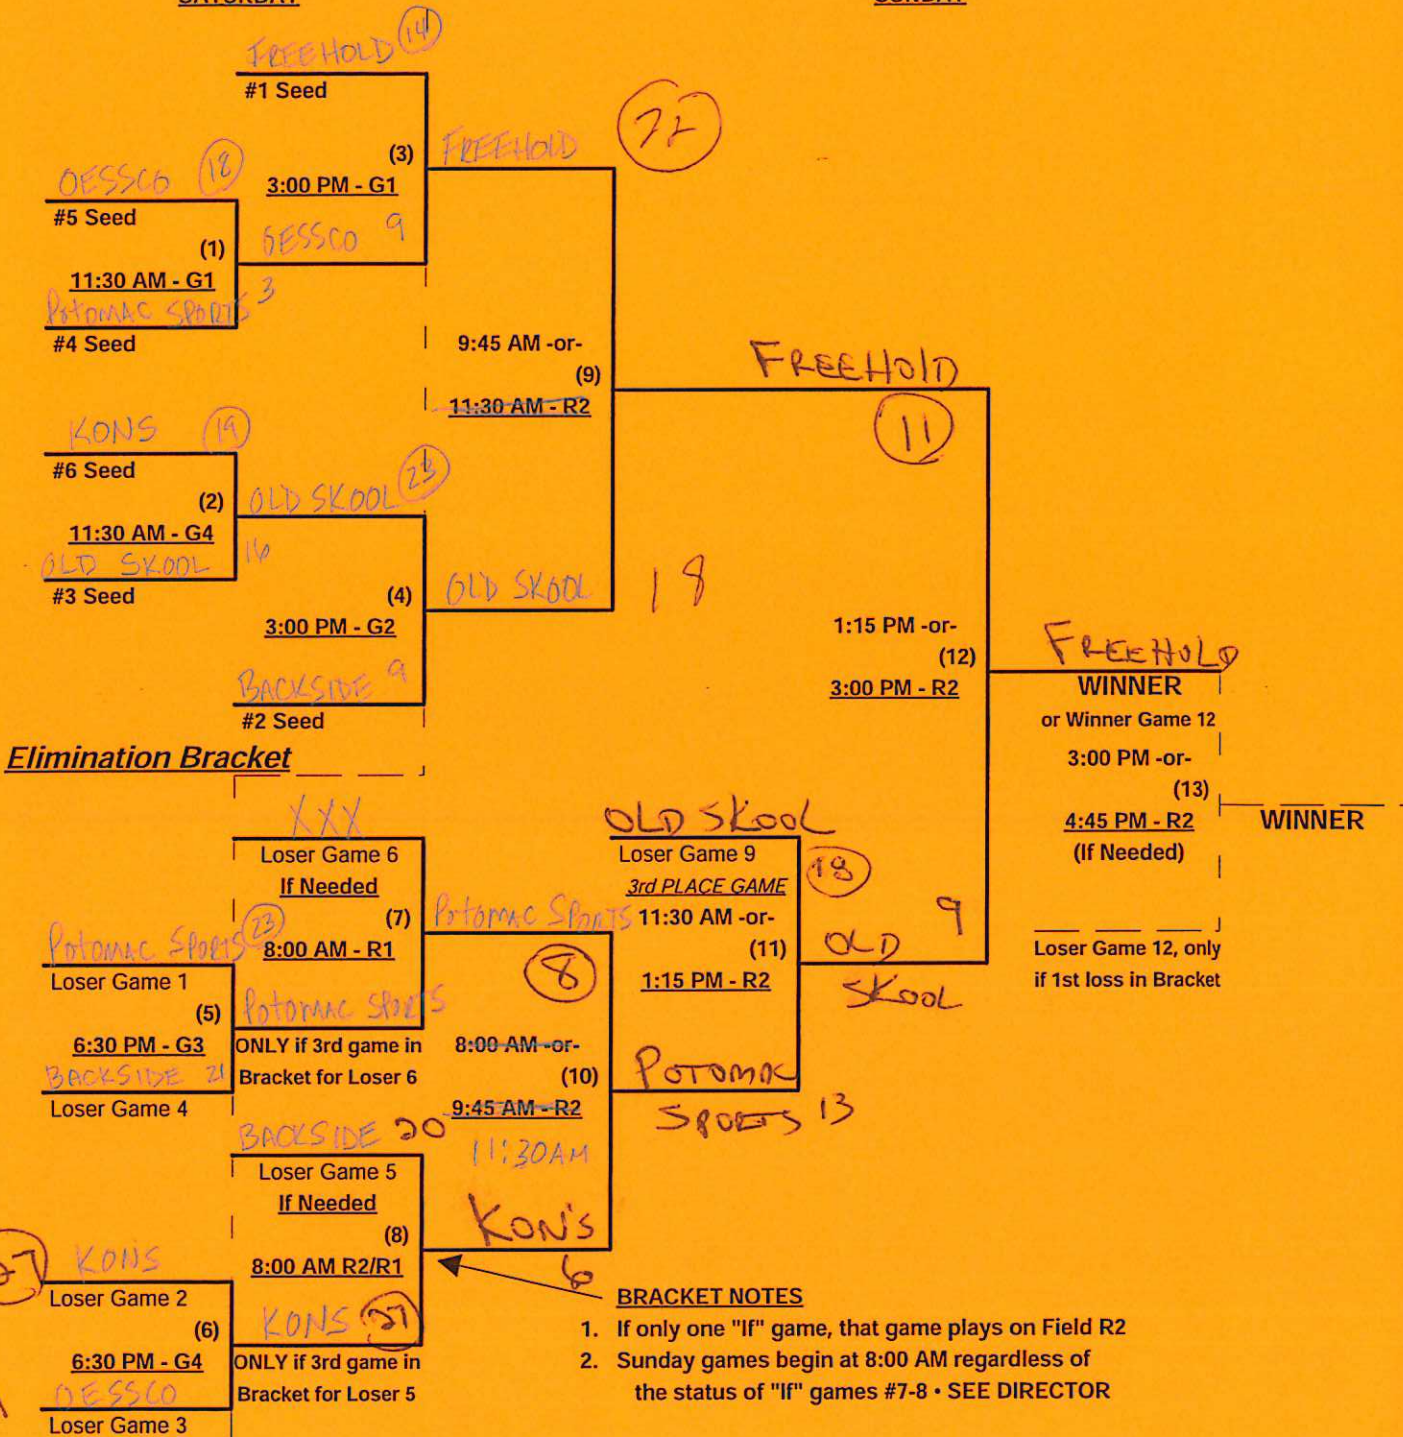 FREEHOLD 14
#1 Seed
(3)
3:00 PM - G1
FREEHOLD
22
OESSCO 18
#5 Seed
(1)
11:30 AM - G1
OESSCO 9
POTOMAC SPORTS 3
#4 Seed
9:45 AM -or-
(9)
11:30 AM - R2
FREEHOLD
11
KONS 19
#6 Seed
(2)
11:30 AM - G4
OLD SKOOL 23
OLD SKOOL 16
#3 Seed
(4)
3:00 PM - G2
OLD SKOOL
18
BACKSIDE 9
#2 Seed
1:15 PM -or-
(12)
3:00 PM - R2
FREEHOLD
WINNER
or Winner Game 12
3:00 PM -or-
(13)
4:45 PM - R2
(If Needed)
WINNER
Loser Game 12, only
if 1st loss in Bracket
Elimination Bracket
XXX
Loser Game 6
If Needed
(7)
8:00 AM - R1
POTOMAC SPORTS
8
OLD SKOOL
Loser Game 9
18
3rd PLACE GAME
11:30 AM -or-
(11)
1:15 PM - R2
OLD
SKOOL
9
POTOMAC SPORTS 23
Loser Game 1
(5)
6:30 PM - G3
POTOMAC SPORTS
BACKSIDE 21
Loser Game 4
ONLY if 3rd game in
Bracket for Loser 6
8:00 AM -or-
(10)
9:45 AM - R2
11:30AM
POTOMAC
SPORTS 13
BACKSIDE 20
Loser Game 5
If Needed
(8)
8:00 AM R2/R1
KON'S
6
KONS
Loser Game 2
(6)
6:30 PM - G4
KONS
OESSCO
Loser Game 3
ONLY if 3rd game in
Bracket for Loser 5
BRACKET NOTES
1. If only one "If" game, that game plays on Field R2
2. Sunday games begin at 8:00 AM regardless of
the status of "If" games #7-8 • SEE DIRECTOR